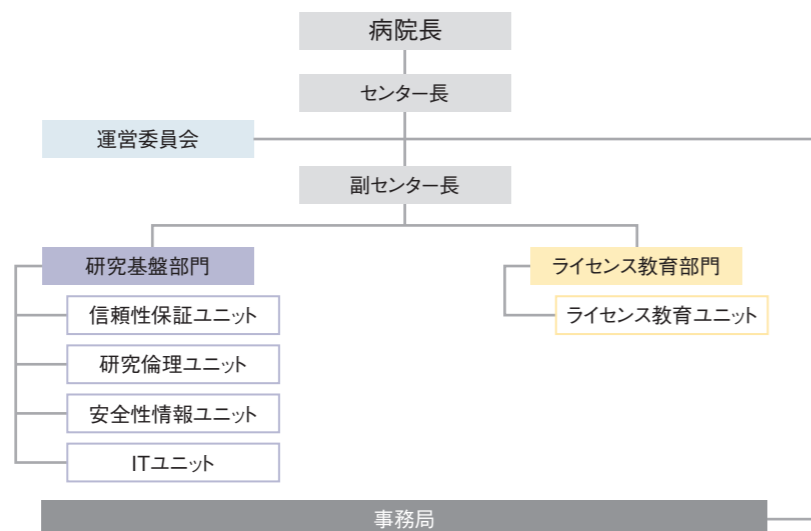 病院長
センター長
運営委員会
副センター長
研究基盤部門
ライセンス教育部門
信頼性保証ユニット
ライセンス教育ユニット
研究倫理ユニット
安全性情報ユニット
ITユニット
事務局